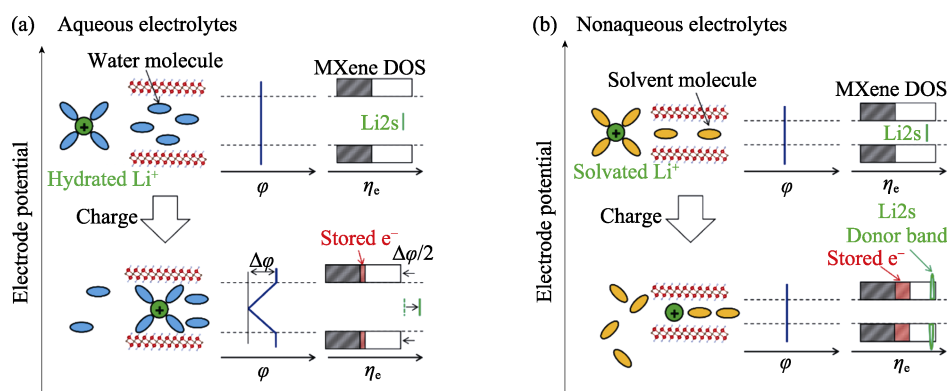 (a) Aqueous electrolytes
Electrode potential
Water molecule
MXene DOS
Li2s
Hydrated Li⁺
φ
ηₑ
Charge
Stored e⁻
Δφ
Δφ/2
+
+
φ
ηₑ
(b) Nonaqueous electrolytes
Electrode potential
Solvent molecule
MXene DOS
Li2s
Solvated Li⁺
φ
ηₑ
Charge
Li2s
Donor band
Stored e⁻
+
+
φ
ηₑ